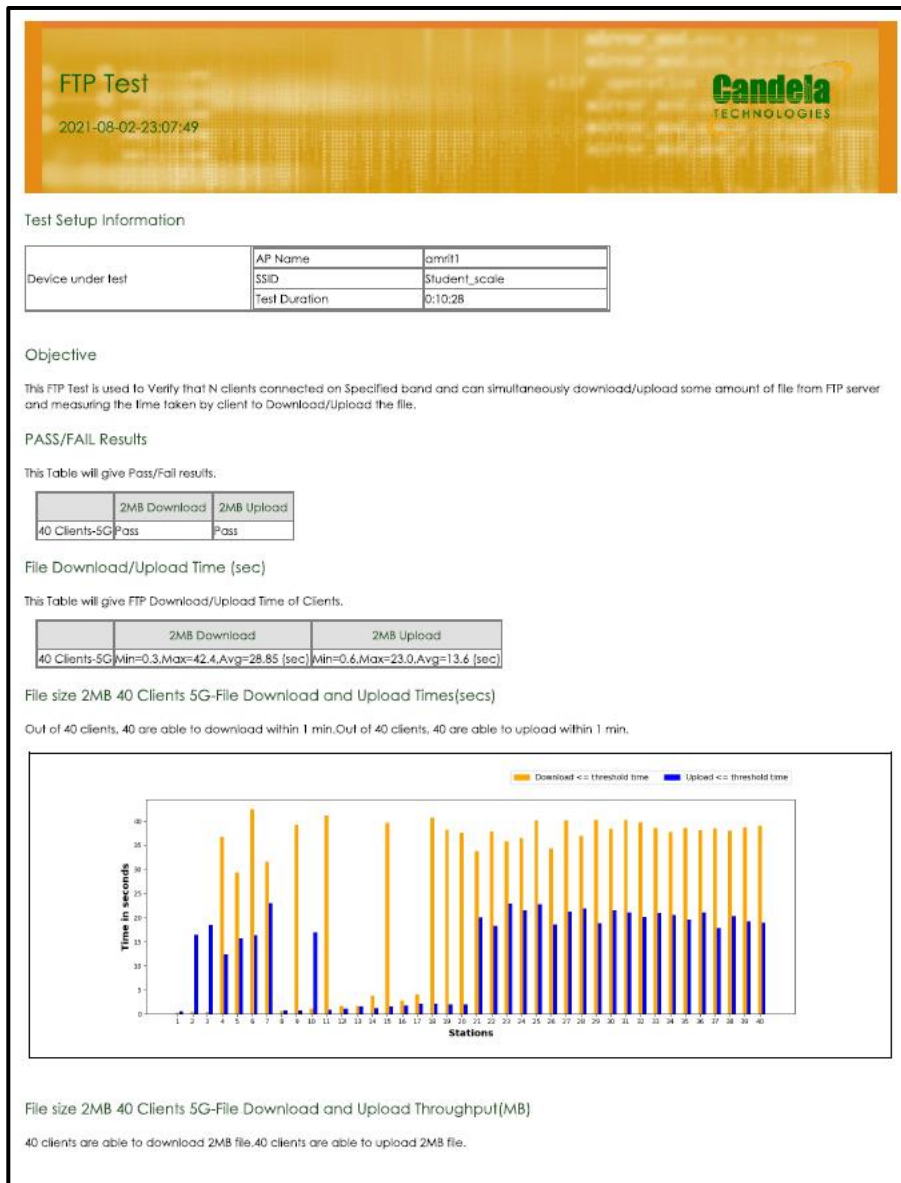 FTP Test
2021-08-02-23:07:49
Candela
TECHNOLOGIES
Test Setup Information
Device under test
AP Name amrit1
SSID Student_scale
Test Duration 0:10:28
Objective
This FTP Test is used to Verify that N clients connected on Specified band and can simultaneously download/upload some amount of file from FTP server
and measuring the time taken by client to Download/Upload the file.
PASS/FAIL Results
This Table will give Pass/Fail results.
2MB Download 2MB Upload
40 Clients-5G Pass Pass
File Download/Upload Time (sec)
This Table will give FTP Download/Upload Time of Clients.
2MB Download 2MB Upload
40 Clients-5G Min=0.3,Max=42.4,Avg=28.85 (sec) Min=0.6,Max=23.0,Avg=13.6 (sec)
File size 2MB 40 Clients 5G-File Download and Upload Times(secs)
Out of 40 clients, 40 are able to download within 1 min.Out of 40 clients, 40 are able to upload within 1 min.
Download <= threshold time Upload <= threshold time
Time in seconds
40
35
30
25
20
15
10
5
0
1 2 3 4 5 6 7 8 9 10 11 12 13 14 15 16 17 18 19 20 21 22 23 24 25 26 27 28 29 30 31 32 33 34 35 36 37 38 39 40
Stations
File size 2MB 40 Clients 5G-File Download and Upload Throughput(MB)
40 clients are able to download 2MB file.40 clients are able to upload 2MB file.